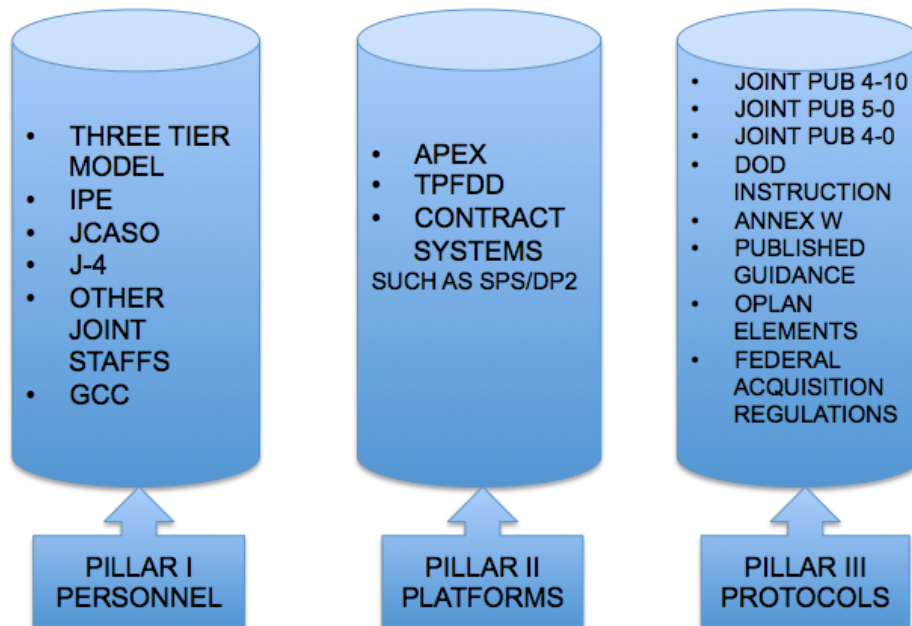 • THREE TIER
MODEL
• IPE
• JCASO
• J-4
• OTHER
JOINT
STAFFS
• GCC
PILLAR I
PERSONNEL
• APEX
• TPFDD
• CONTRACT
SYSTEMS
SUCH AS SPS/DP2
PILLAR II
PLATFORMS
• JOINT PUB 4-10
• JOINT PUB 5-0
• JOINT PUB 4-0
• DOD
INSTRUCTION
• ANNEX W
• PUBLISHED
GUIDANCE
• OPLAN
ELEMENTS
• FEDERAL
ACQUISITION
REGULATIONS
PILLAR III
PROTOCOLS